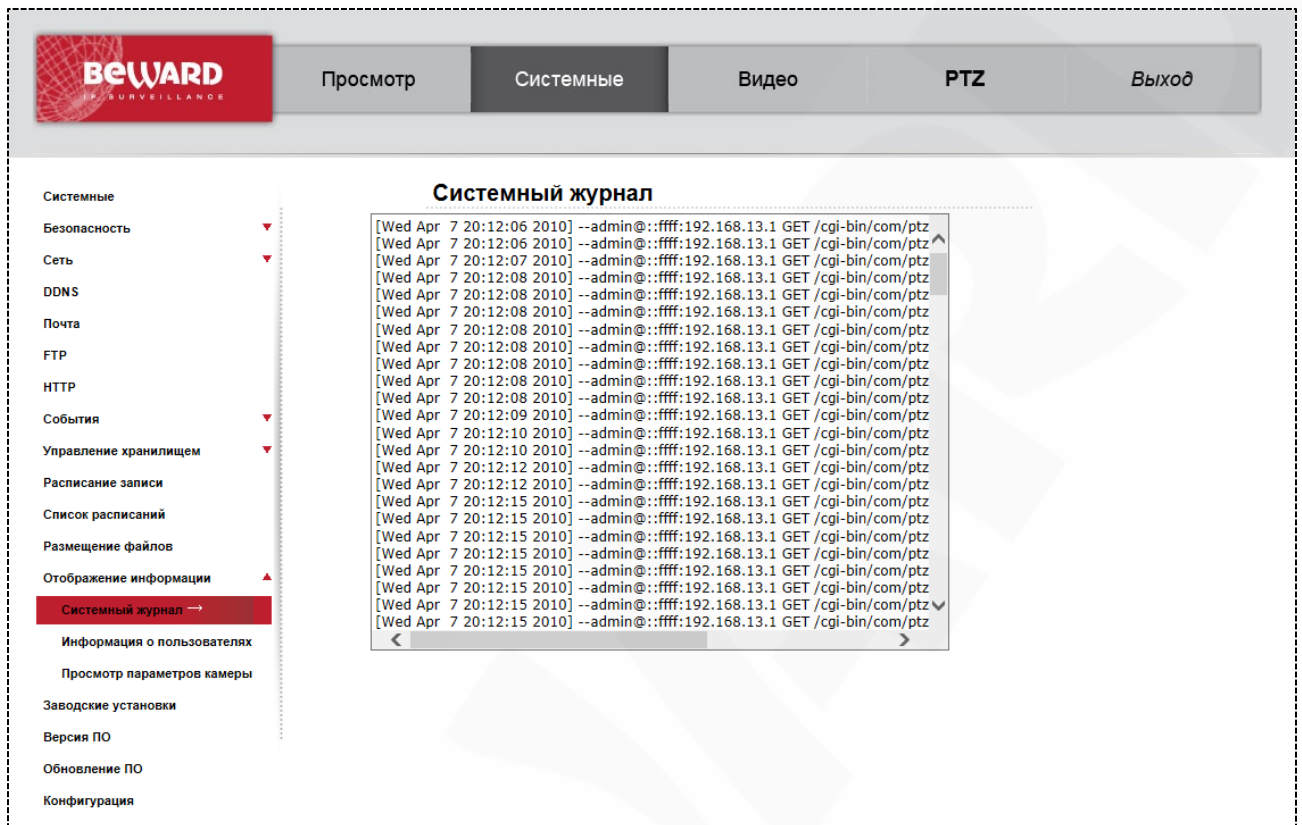 BEWARD
IP SURVEILLANCE
Просмотр
Системные
Видео
PTZ
Выход
Системные
Безопасность
Сеть
DDNS
Почта
FTP
HTTP
События
Управление хранилищем
Расписание записи
Список расписаний
Размещение файлов
Отображение информации
Системный журнал →
Информация о пользователях
Просмотр параметров камеры
Заводские установки
Версия ПО
Обновление ПО
Конфигурация
Системный журнал
[Wed Apr  7 20:12:06 2010] --admin@::ffff:192.168.13.1 GET /cgi-bin/com/ptz
[Wed Apr  7 20:12:06 2010] --admin@::ffff:192.168.13.1 GET /cgi-bin/com/ptz
[Wed Apr  7 20:12:07 2010] --admin@::ffff:192.168.13.1 GET /cgi-bin/com/ptz
[Wed Apr  7 20:12:08 2010] --admin@::ffff:192.168.13.1 GET /cgi-bin/com/ptz
[Wed Apr  7 20:12:08 2010] --admin@::ffff:192.168.13.1 GET /cgi-bin/com/ptz
[Wed Apr  7 20:12:08 2010] --admin@::ffff:192.168.13.1 GET /cgi-bin/com/ptz
[Wed Apr  7 20:12:08 2010] --admin@::ffff:192.168.13.1 GET /cgi-bin/com/ptz
[Wed Apr  7 20:12:08 2010] --admin@::ffff:192.168.13.1 GET /cgi-bin/com/ptz
[Wed Apr  7 20:12:08 2010] --admin@::ffff:192.168.13.1 GET /cgi-bin/com/ptz
[Wed Apr  7 20:12:08 2010] --admin@::ffff:192.168.13.1 GET /cgi-bin/com/ptz
[Wed Apr  7 20:12:08 2010] --admin@::ffff:192.168.13.1 GET /cgi-bin/com/ptz
[Wed Apr  7 20:12:09 2010] --admin@::ffff:192.168.13.1 GET /cgi-bin/com/ptz
[Wed Apr  7 20:12:10 2010] --admin@::ffff:192.168.13.1 GET /cgi-bin/com/ptz
[Wed Apr  7 20:12:10 2010] --admin@::ffff:192.168.13.1 GET /cgi-bin/com/ptz
[Wed Apr  7 20:12:12 2010] --admin@::ffff:192.168.13.1 GET /cgi-bin/com/ptz
[Wed Apr  7 20:12:12 2010] --admin@::ffff:192.168.13.1 GET /cgi-bin/com/ptz
[Wed Apr  7 20:12:15 2010] --admin@::ffff:192.168.13.1 GET /cgi-bin/com/ptz
[Wed Apr  7 20:12:15 2010] --admin@::ffff:192.168.13.1 GET /cgi-bin/com/ptz
[Wed Apr  7 20:12:15 2010] --admin@::ffff:192.168.13.1 GET /cgi-bin/com/ptz
[Wed Apr  7 20:12:15 2010] --admin@::ffff:192.168.13.1 GET /cgi-bin/com/ptz
[Wed Apr  7 20:12:15 2010] --admin@::ffff:192.168.13.1 GET /cgi-bin/com/ptz
[Wed Apr  7 20:12:15 2010] --admin@::ffff:192.168.13.1 GET /cgi-bin/com/ptz
[Wed Apr  7 20:12:15 2010] --admin@::ffff:192.168.13.1 GET /cgi-bin/com/ptz
[Wed Apr  7 20:12:15 2010] --admin@::ffff:192.168.13.1 GET /cgi-bin/com/ptz